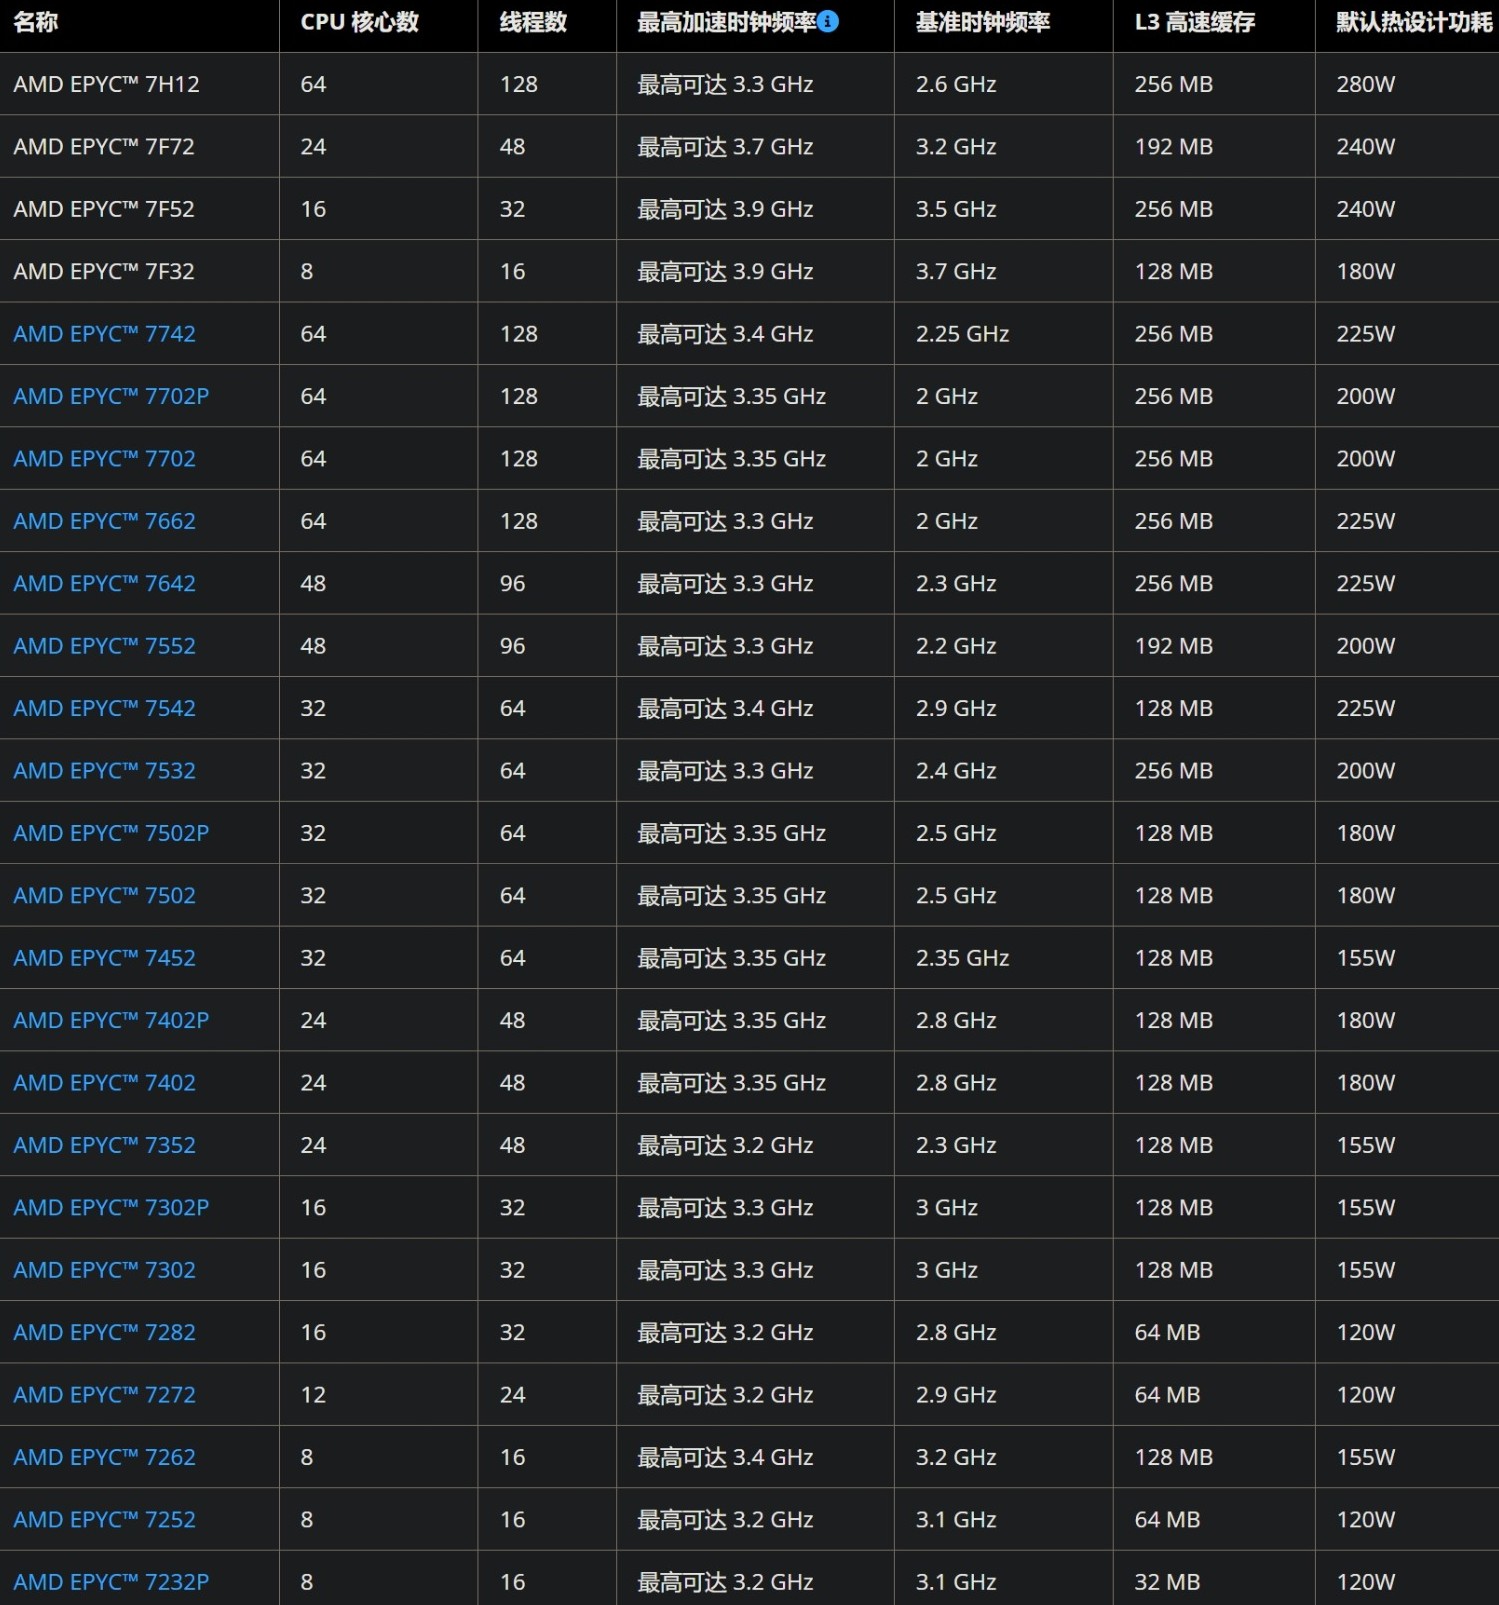 名称 CPU 核心数 线程数 最高加速时钟频率 基准时钟频率 L3 高速缓存 默认热设计功耗
AMD EPYC™ 7H12 64 128 最高可达 3.3 GHz 2.6 GHz 256 MB 280W
AMD EPYC™ 7F72 24 48 最高可达 3.7 GHz 3.2 GHz 192 MB 240W
AMD EPYC™ 7F52 16 32 最高可达 3.9 GHz 3.5 GHz 256 MB 240W
AMD EPYC™ 7F32 8 16 最高可达 3.9 GHz 3.7 GHz 128 MB 180W
AMD EPYC™ 7742 64 128 最高可达 3.4 GHz 2.25 GHz 256 MB 225W
AMD EPYC™ 7702P 64 128 最高可达 3.35 GHz 2 GHz 256 MB 200W
AMD EPYC™ 7702 64 128 最高可达 3.35 GHz 2 GHz 256 MB 200W
AMD EPYC™ 7662 64 128 最高可达 3.3 GHz 2 GHz 256 MB 225W
AMD EPYC™ 7642 48 96 最高可达 3.3 GHz 2.3 GHz 256 MB 225W
AMD EPYC™ 7552 48 96 最高可达 3.3 GHz 2.2 GHz 192 MB 200W
AMD EPYC™ 7542 32 64 最高可达 3.4 GHz 2.9 GHz 128 MB 225W
AMD EPYC™ 7532 32 64 最高可达 3.3 GHz 2.4 GHz 256 MB 200W
AMD EPYC™ 7502P 32 64 最高可达 3.35 GHz 2.5 GHz 128 MB 180W
AMD EPYC™ 7502 32 64 最高可达 3.35 GHz 2.5 GHz 128 MB 180W
AMD EPYC™ 7452 32 64 最高可达 3.35 GHz 2.35 GHz 128 MB 155W
AMD EPYC™ 7402P 24 48 最高可达 3.35 GHz 2.8 GHz 128 MB 180W
AMD EPYC™ 7402 24 48 最高可达 3.35 GHz 2.8 GHz 128 MB 180W
AMD EPYC™ 7352 24 48 最高可达 3.2 GHz 2.3 GHz 128 MB 155W
AMD EPYC™ 7302P 16 32 最高可达 3.3 GHz 3 GHz 128 MB 155W
AMD EPYC™ 7302 16 32 最高可达 3.3 GHz 3 GHz 128 MB 155W
AMD EPYC™ 7282 16 32 最高可达 3.2 GHz 2.8 GHz 64 MB 120W
AMD EPYC™ 7272 12 24 最高可达 3.2 GHz 2.9 GHz 64 MB 120W
AMD EPYC™ 7262 8 16 最高可达 3.4 GHz 3.2 GHz 128 MB 155W
AMD EPYC™ 7252 8 16 最高可达 3.2 GHz 3.1 GHz 64 MB 120W
AMD EPYC™ 7232P 8 16 最高可达 3.2 GHz 3.1 GHz 32 MB 120W